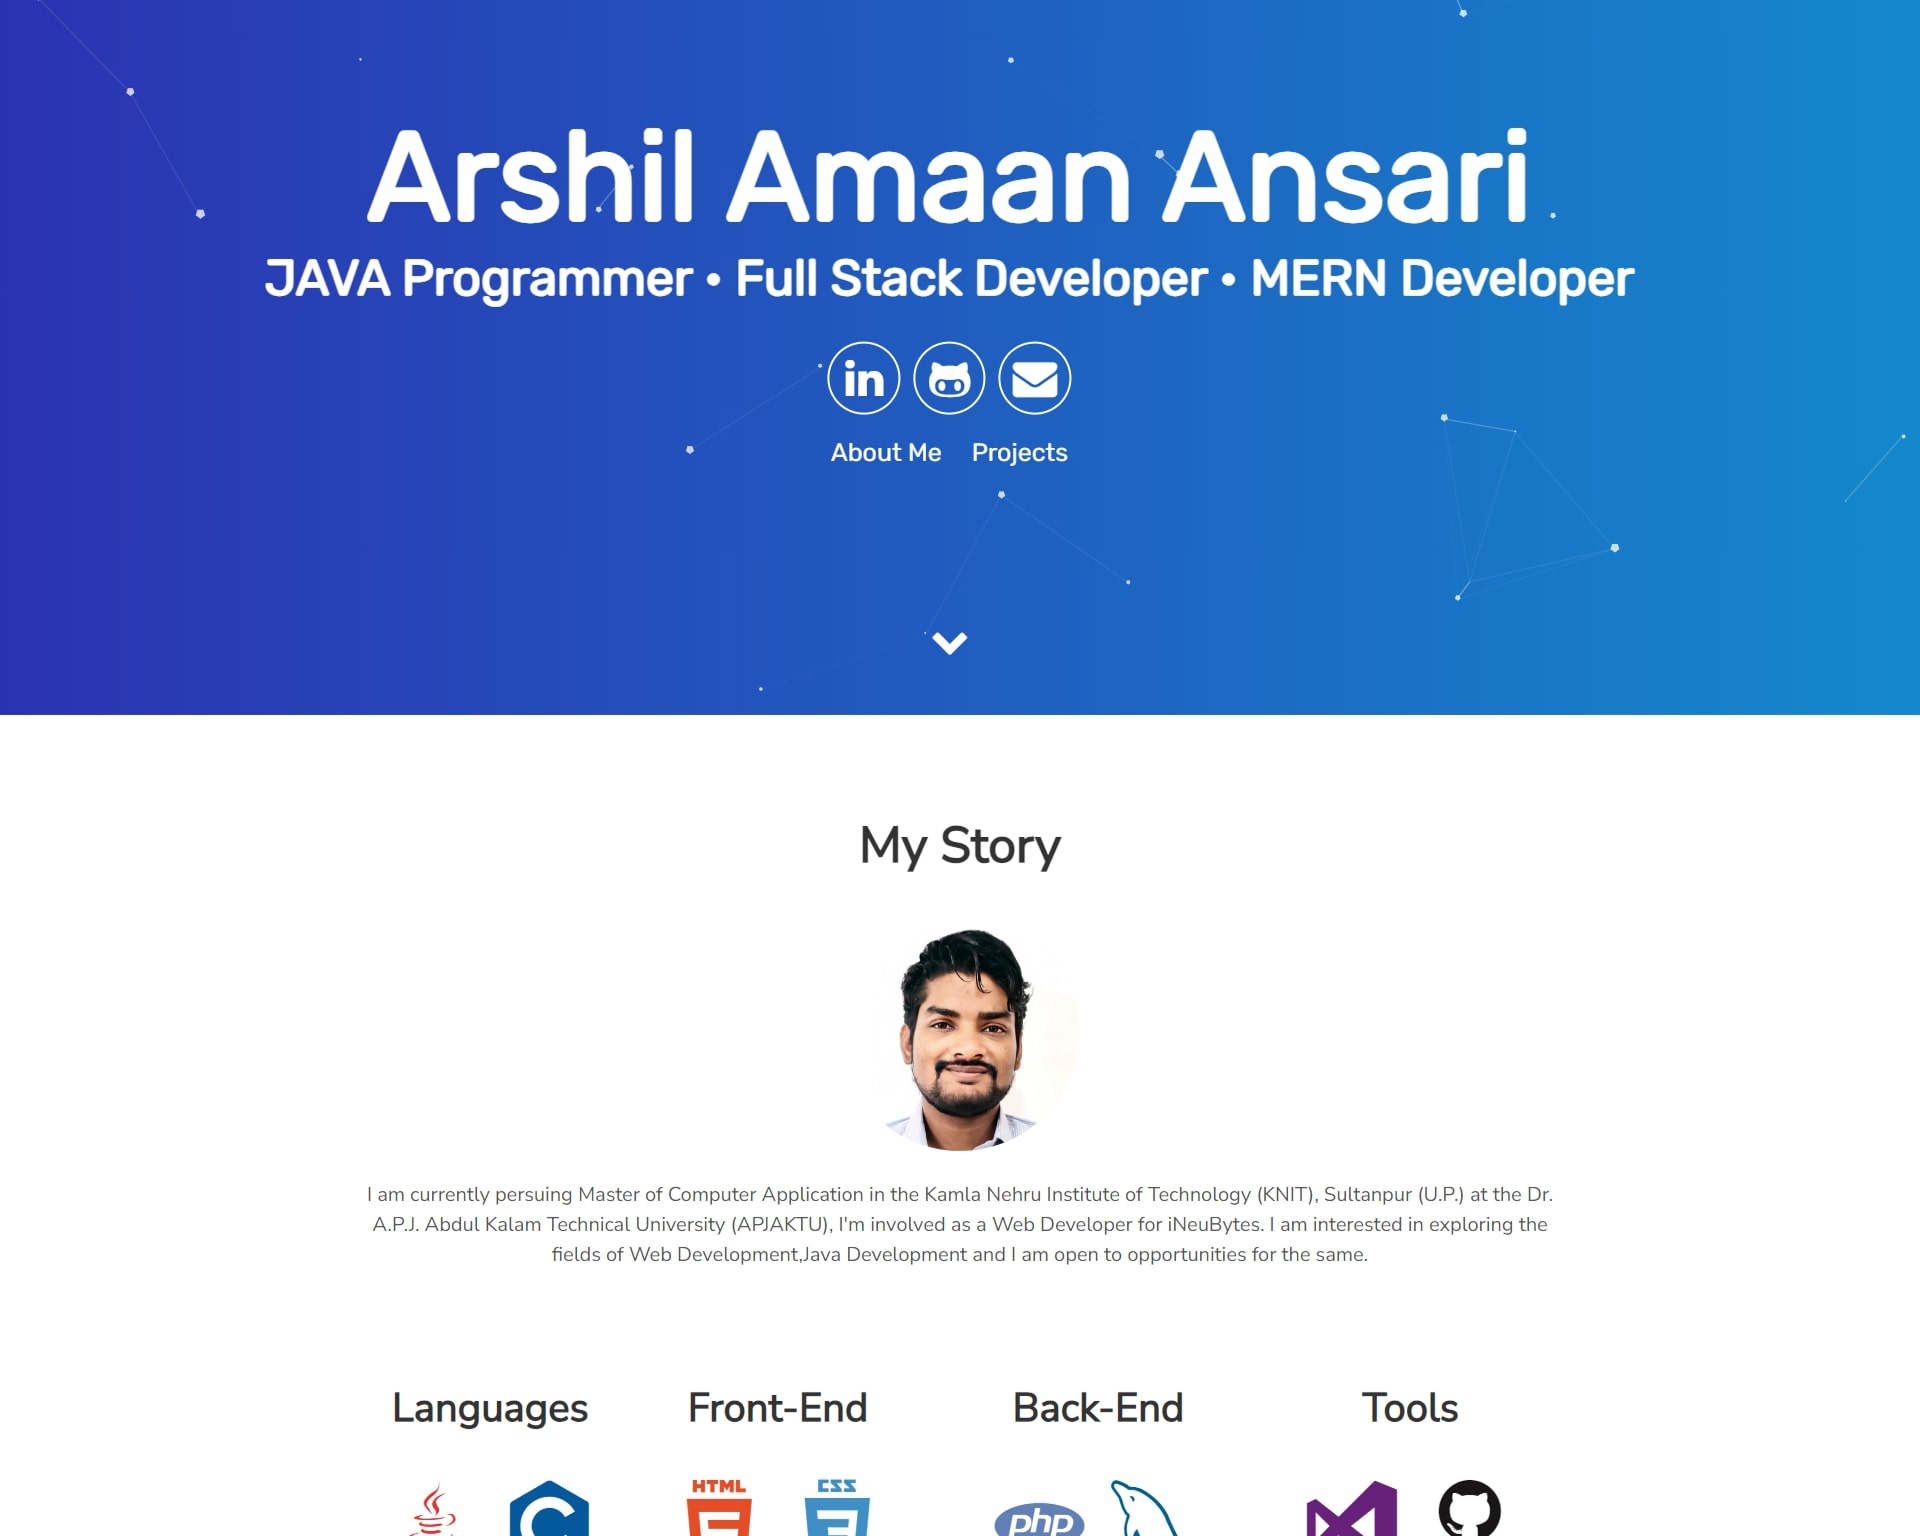 Arshil Amaan Ansari
JAVA Programmer • Full Stack Developer • MERN Developer
in
About Me Projects
My Story
I am currently persuing Master of Computer Application in the Kamla Nehru Institute of Technology (KNIT), Sultanpur (U.P.) at the Dr.
A.P.J. Abdul Kalam Technical University (APJAKTU), I'm involved as a Web Developer for iNeuBytes. I am interested in exploring the
fields of Web Development,Java Development and I am open to opportunities for the same.
Languages Front-End Back-End Tools
C HTML 5 CSS 3 php